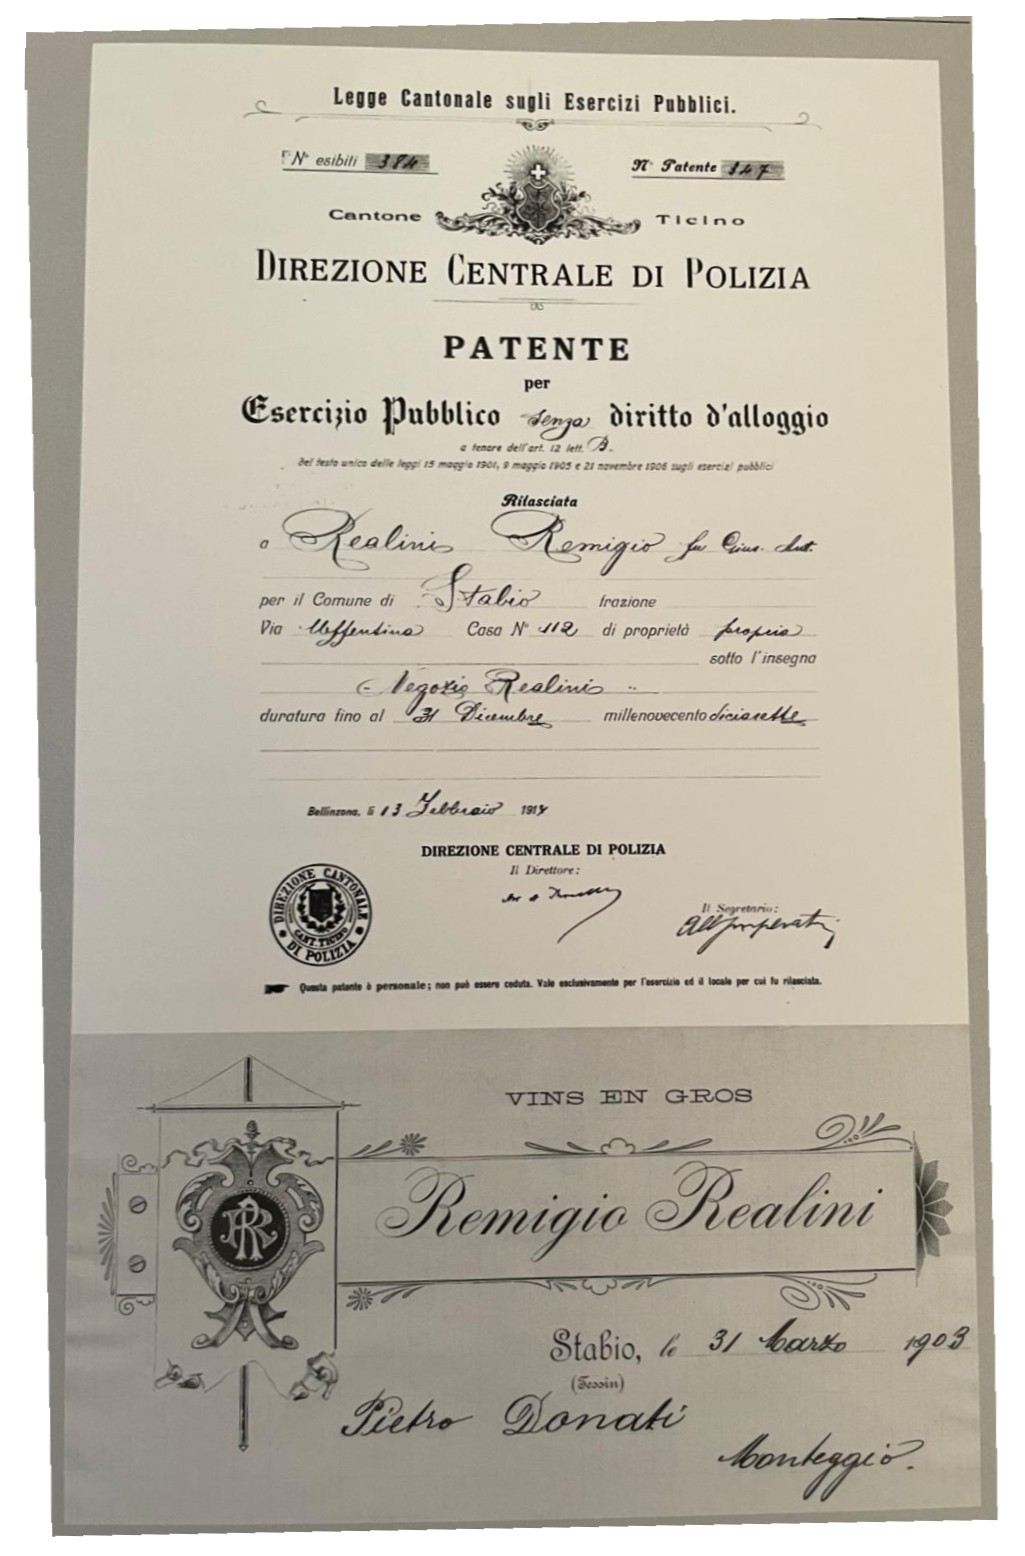 Legge Cantonale sugli Esercizi Pubblici.
N° esibiti 384
N° Patente 347
Cantone Ticino
DIREZIONE CENTRALE DI POLIZIA
PATENTE
per
Esercizio Pubblico senza diritto d'alloggio
a tenore dell'art. 12 lett. B.
del testo unico delle leggi 15 maggio 1901, 9 maggio 1905 e 21 novembre 1906 sugli esercizi pubblici
Rilasciata
a Realini Remigio fu Gius. Ant.
per il Comune di Stabio frazione
Via Casa N° 112 di proprietà propria
sotto l'insegna
Negozio Realini
duratura fino al 31 Dicembre millenovecento diciasette
Bellinzona, li 13 Febbraio 1914
DIREZIONE CENTRALE DI POLIZIA
Il Direttore:
Il Segretario:
DIREZIONE CANTONALE DI POLIZIA
CANT. TICINO
Questa patente è personale; non può essere ceduta. Vale esclusivamente per l'esercizio ed il locale per cui fu rilasciata.
VINS EN GROS
RR
Remigio Realini
Stabio, le 31 Marzo 1903
(Tessin)
Pietro Donati
Monteggio.